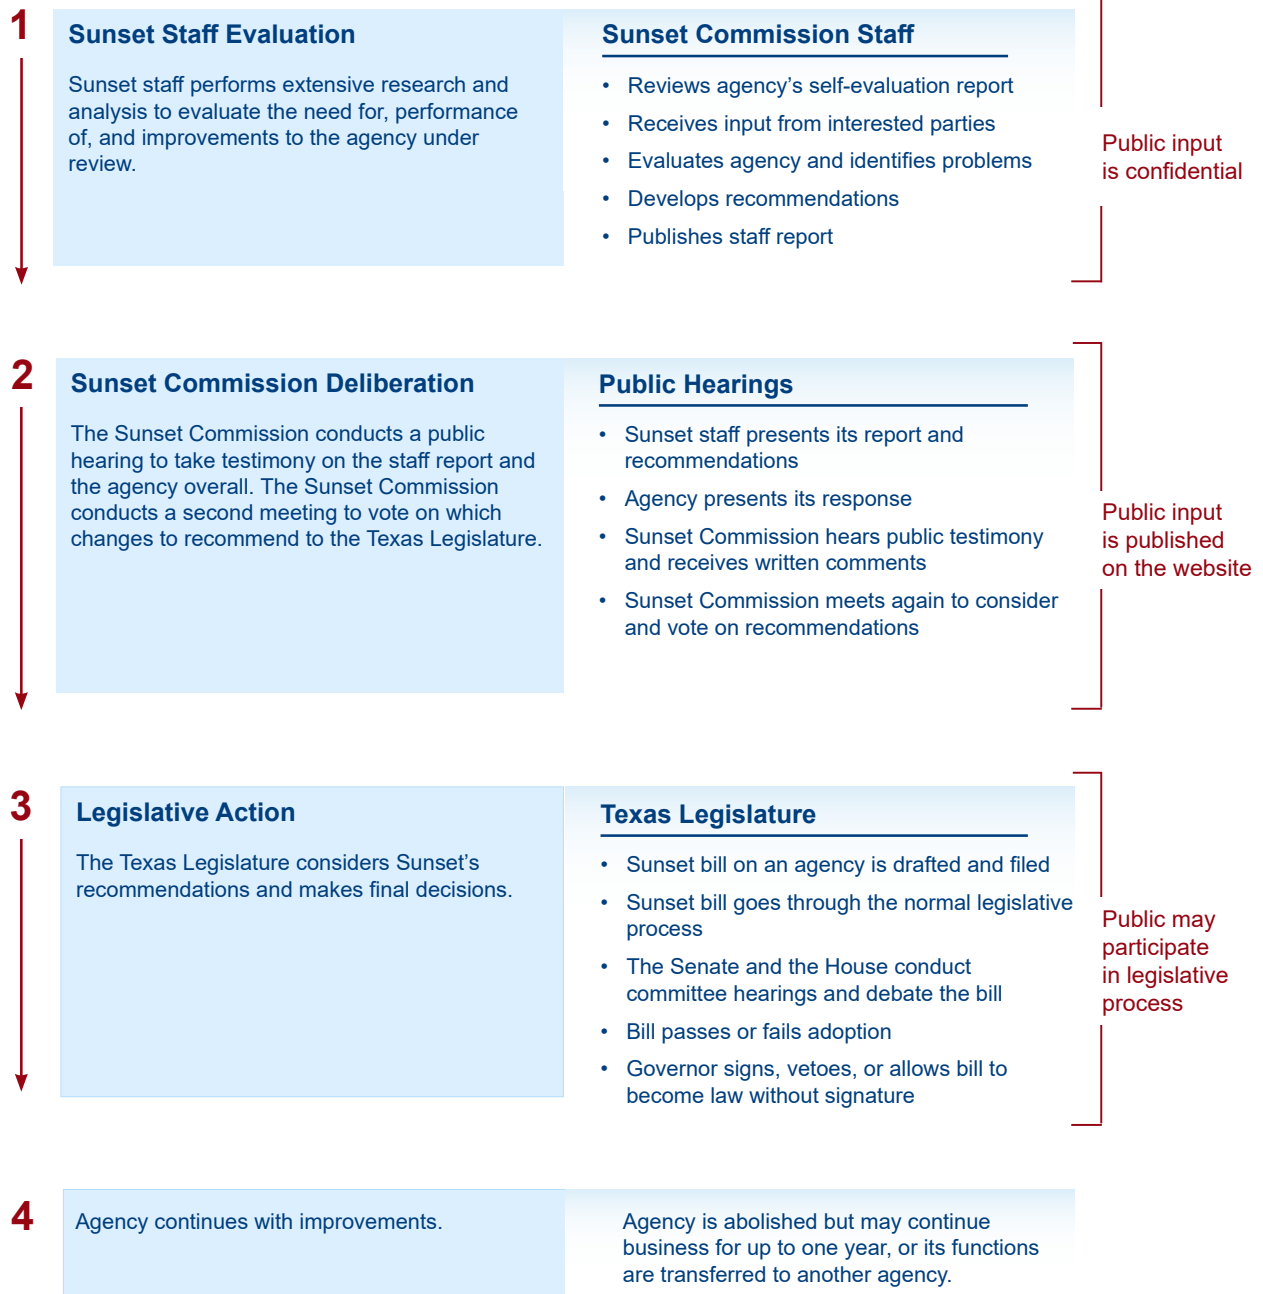 1
Sunset Staff Evaluation
Sunset staff performs extensive research and
analysis to evaluate the need for, performance
of, and improvements to the agency under
review.
Sunset Commission Staff
• Reviews agency’s self-evaluation report
• Receives input from interested parties
• Evaluates agency and identifies problems
• Develops recommendations
• Publishes staff report
Public input
is confidential
2
Sunset Commission Deliberation
The Sunset Commission conducts a public
hearing to take testimony on the staff report and
the agency overall. The Sunset Commission
conducts a second meeting to vote on which
changes to recommend to the Texas Legislature.
Public Hearings
• Sunset staff presents its report and
recommendations
• Agency presents its response
• Sunset Commission hears public testimony
and receives written comments
• Sunset Commission meets again to consider
and vote on recommendations
Public input
is published
on the website
3
Legislative Action
The Texas Legislature considers Sunset’s
recommendations and makes final decisions.
Texas Legislature
• Sunset bill on an agency is drafted and filed
• Sunset bill goes through the normal legislative
process
• The Senate and the House conduct
committee hearings and debate the bill
• Bill passes or fails adoption
• Governor signs, vetoes, or allows bill to
become law without signature
Public may
participate
in legislative
process
4
Agency continues with improvements.
Agency is abolished but may continue
business for up to one year, or its functions
are transferred to another agency.